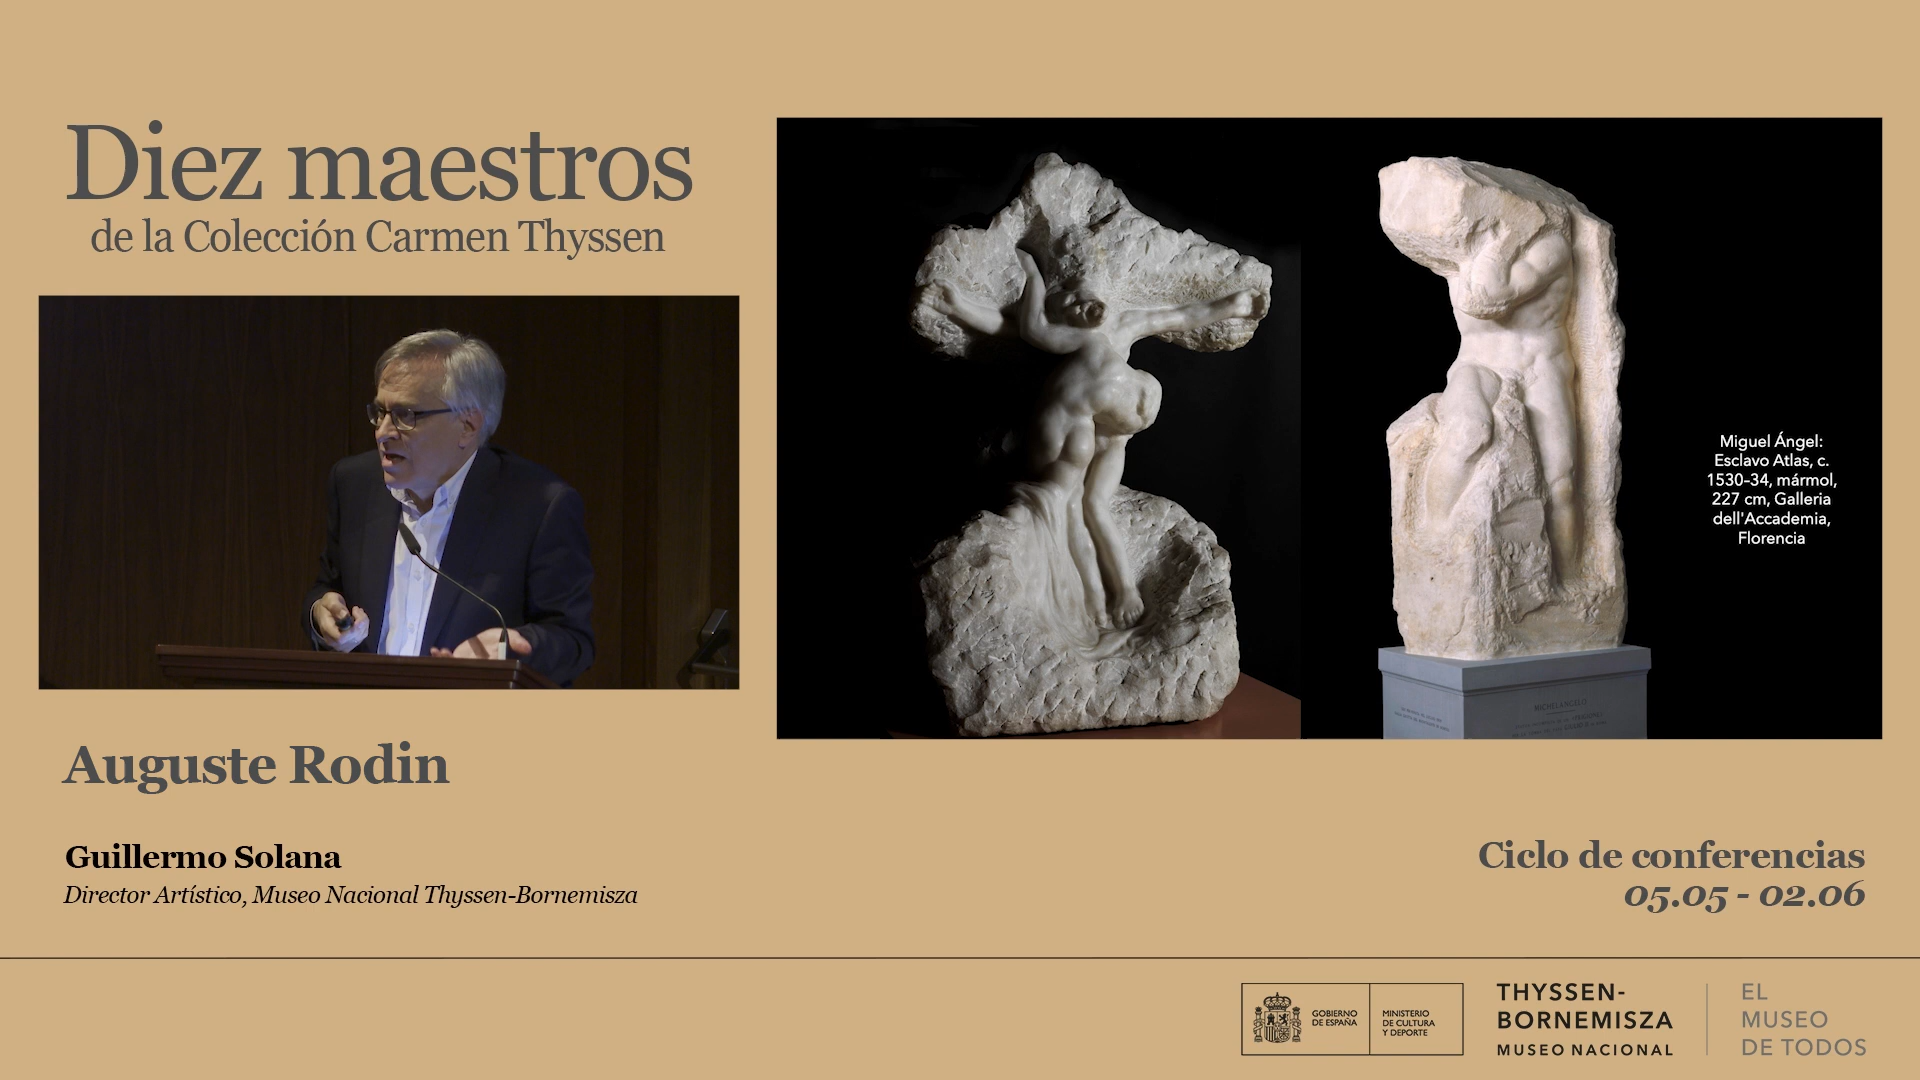 Diez maestros
de la Colección Carmen Thyssen
Miguel Ángel:
Esclavo Atlas, c.
1530-34, mármol,
227 cm, Galleria
dell'Accademia,
Florencia
MICHELANGELO
Auguste Rodin
Guillermo Solana
Director Artístico, Museo Nacional Thyssen-Bornemisza
Ciclo de conferencias
05.05 - 02.06
GOBIERNO
DE ESPAÑA
MINISTERIO
DE CULTURA
Y DEPORTE
THYSSEN-
BORNEMISZA
MUSEO NACIONAL
EL
MUSEO
DE TODOS